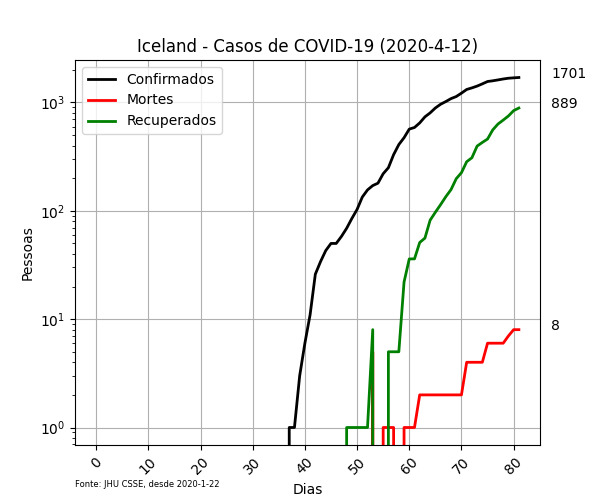 Iceland - Casos de COVID-19 (2020-4-12)
Confirmados
Mortes
Recuperados
1701
889
8
10³
10²
10¹
10⁰
Pessoas
0 10 20 30 40 50 60 70 80
Dias
Fonte: JHU CSSE, desde 2020-1-22